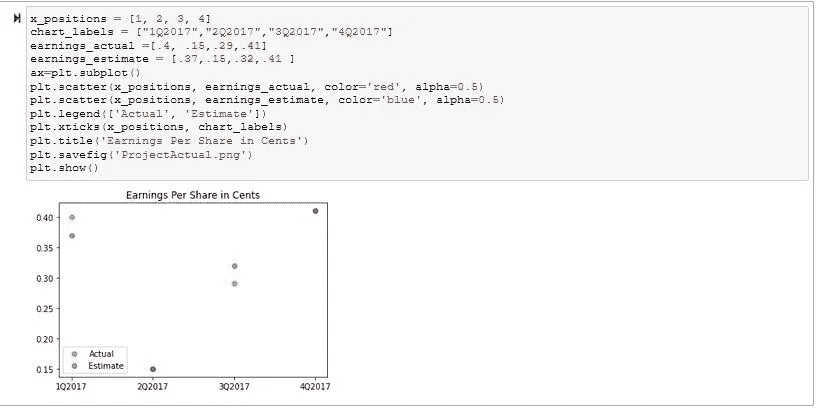 x_positions = [1, 2, 3, 4]
chart_labels = ["1Q2017","2Q2017","3Q2017","4Q2017"]
earnings_actual =[.4, .15,.29,.41]
earnings_estimate = [.37,.15,.32,.41 ]
ax=plt.subplot()
plt.scatter(x_positions, earnings_actual, color='red', alpha=0.5)
plt.scatter(x_positions, earnings_estimate, color='blue', alpha=0.5)
plt.legend(['Actual', 'Estimate'])
plt.xticks(x_positions, chart_labels)
plt.title('Earnings Per Share in Cents')
plt.savefig('ProjectActual.png')
plt.show()
Earnings Per Share in Cents
0.40
0.35
0.30
0.25
0.20
0.15
Actual
Estimate
1Q2017 2Q2017 3Q2017 4Q2017